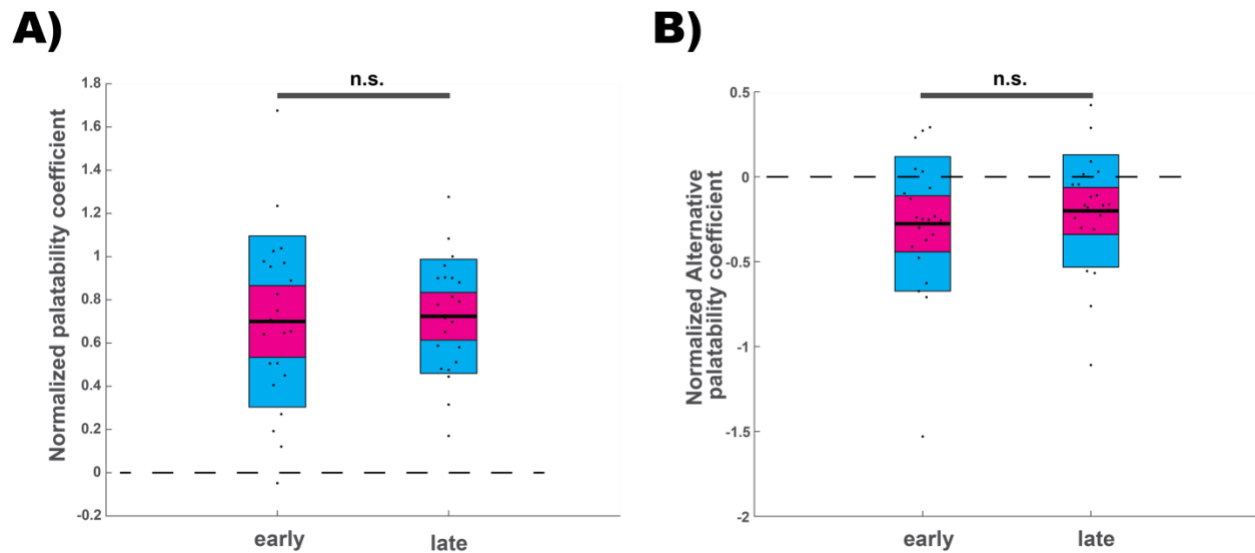 A)
n.s.
Normalized palatability coefficient
1.8
1.6
1.4
1.2
1
0.8
0.6
0.4
0.2
0
-0.2
early
late
B)
n.s.
Normalized Alternative
palatability coefficient
0.5
0
-0.5
-1
-1.5
-2
early
late